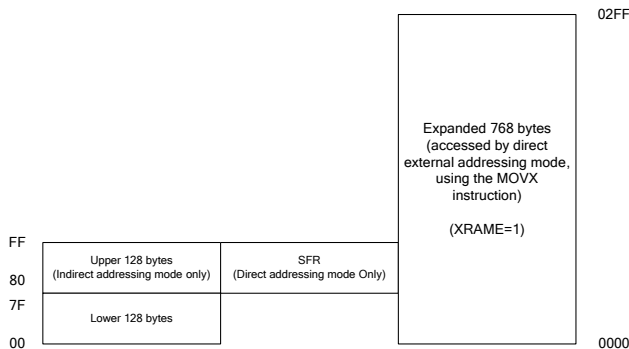 02FF
Expanded 768 bytes
(accessed by direct
external addressing mode,
using the MOVX
instruction)
(XRAME=1)
FF
Upper 128 bytes
(Indirect addressing mode only)
SFR
(Direct addressing mode Only)
80
7F
Lower 128 bytes
00
0000